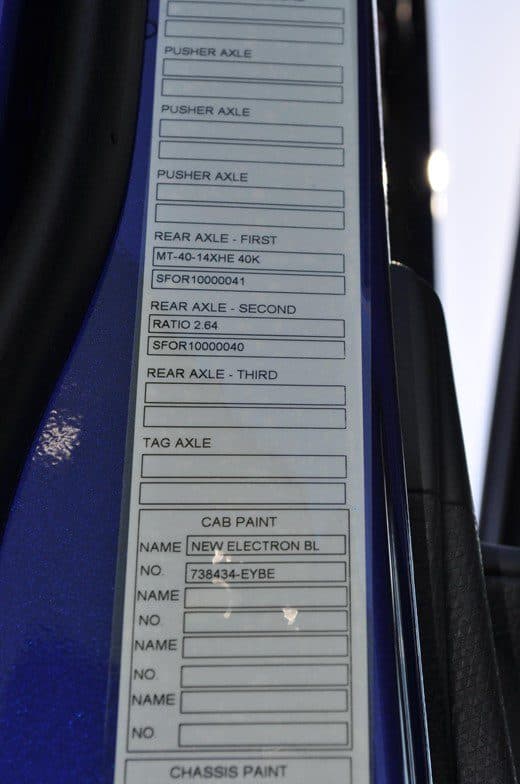 PUSHER AXLE
PUSHER AXLE
PUSHER AXLE
REAR AXLE - FIRST
MT-40-14XHE 40K
SFOR10000041
REAR AXLE - SECOND
RATIO 2.64
SFOR10000040
REAR AXLE - THIRD
TAG AXLE
CAB PAINT
NAME NEW ELECTRON BL
NO. 738434-EYBE
NAME
NO.
NAME
NO.
NAME
NO.
CHASSIS PAINT